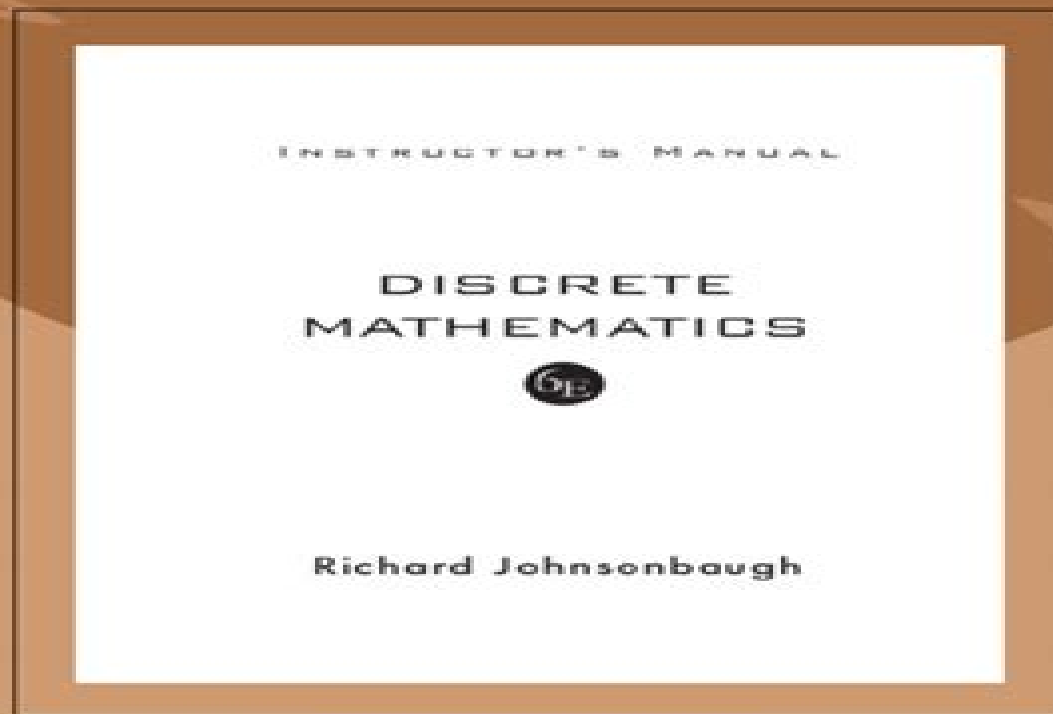 INSTRUCTOR'S MANUAL
DISCRETE
MATHEMATICS
6E
Richard Johnsonbaugh